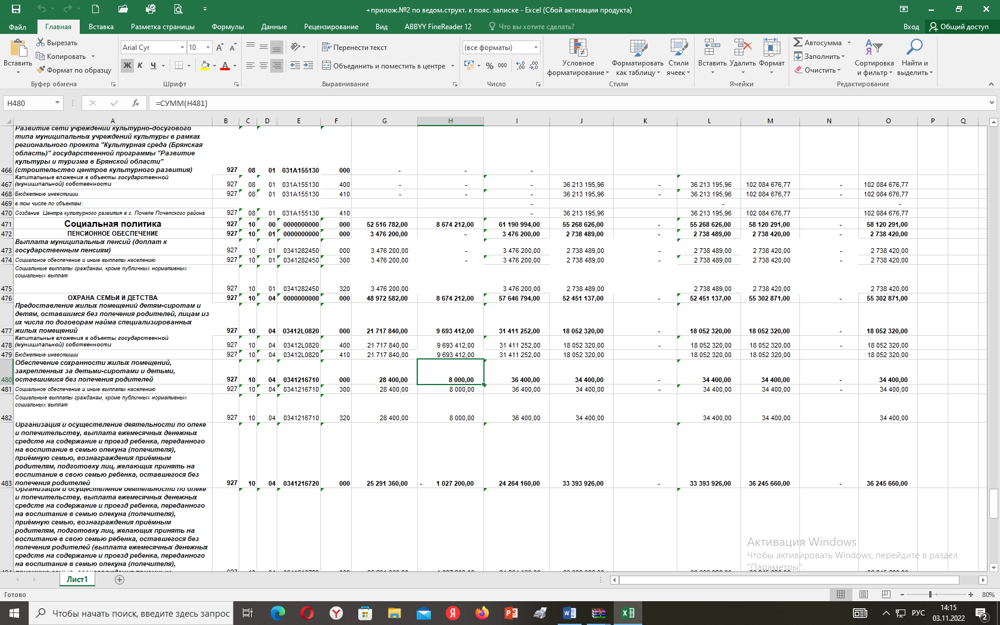 +прилож.№2 по ведом.структ. к пояс. записке - Excel (Сбой активации продукта)
Файл Главная Вставка Разметка страницы Формулы Данные Рецензирование Вид ABBYY FineReader 12 Что вы хотите сделать? Вход Общий доступ
Вставить
Вырезать
Копировать
Формат по образцу
Буфер обмена
Arial Cyr 10
Ж К Ч
Шрифт
Перенести текст
Объединить и поместить в центре
Выравнивание
(все форматы)
% 000
Число
Условное форматирование
Форматировать как таблицу
Стили ячеек
Стили
Вставить Удалить Формат
Ячейки
Автосумма
Заполнить
Очистить
Сортировка и фильтр
Найти и выделить
Редактирование
H480 fx =СУММ(H481)
A B C D E F G H I J K L M N O P Q
Развитие сети учреждений культурно-досугового
типа муниципальных учреждений культуры в рамках
регионального проекта "Культурная среда (Брянская
область)" государственной программы "Развитие
культуры и туризма в Брянской области"
466 (строительство центров культурного развития) 927 08 01 031A155130 000 - - -
Капитальные вложения в объекты государственной
467 (муниципальной) собственности 927 08 01 031A155130 400 - - - 36 213 195,96 - 36 213 195,96 102 084 676,77 - 102 084 676,77
468 Бюджетные инвестиции 927 08 01 031A155130 410 - - - 36 213 195,96 - 36 213 195,96 102 084 676,77 - 102 084 676,77
469 в том числе по объектам: - - -
470 Создание Центра культурного развития в г. Почепе Почепского района 927 08 01 031A155130 410 - 36 213 195,96 36 213 195,96 102 084 676,77 102 084 676,77
471 Социальная политика 927 10 00 0000000000 000 52 516 782,00 8 674 212,00 61 190 994,00 55 268 626,00 - 55 268 626,00 58 120 291,00 - 58 120 291,00
472 ПЕНСИОННОЕ ОБЕСПЕЧЕНИЕ 927 10 01 0000000000 000 3 476 200,00 - 3 476 200,00 2 738 489,00 - 2 738 489,00 2 738 420,00 - 2 738 420,00
Выплата муниципальных пенсий (доплат к
473 государственным пенсиям) 927 10 01 0341282450 000 3 476 200,00 - 3 476 200,00 2 738 489,00 - 2 738 489,00 2 738 420,00 - 2 738 420,00
474 Социальное обеспечение и иные выплаты населению 927 10 01 0341282450 300 3 476 200,00 - 3 476 200,00 2 738 489,00 - 2 738 489,00 2 738 420,00 - 2 738 420,00
Социальные выплаты гражданам, кроме публичных нормативных
социальных выплат
475 927 10 01 0341282450 320 3 476 200,00 3 476 200,00 2 738 489,00 2 738 489,00 2 738 420,00 2 738 420,00
476 ОХРАНА СЕМЬИ И ДЕТСТВА 927 10 04 0000000000 000 48 972 582,00 8 674 212,00 57 646 794,00 52 451 137,00 - 52 451 137,00 55 302 871,00 - 55 302 871,00
Предоставление жилых помещений детям-сиротам и
детям, оставшимся без попечения родителей, лицам из
их числа по договорам найма специализированных
477 жилых помещений 927 10 04 03412L0820 000 21 717 840,00 9 693 412,00 31 411 252,00 18 052 320,00 - 18 052 320,00 18 052 320,00 - 18 052 320,00
Капитальные вложения в объекты государственной
478 (муниципальной) собственности 927 10 04 03412L0820 400 21 717 840,00 9 693 412,00 31 411 252,00 18 052 320,00 - 18 052 320,00 18 052 320,00 - 18 052 320,00
479 Бюджетные инвестиции 927 10 04 03412L0820 410 21 717 840,00 9 693 412,00 31 411 252,00 18 052 320,00 - 18 052 320,00 18 052 320,00 - 18 052 320,00
Обеспечение сохранности жилых помещений,
закрепленных за детьми-сиротами и детьми,
480 оставшимися без попечения родителей 927 10 04 0341216710 000 28 400,00 8 000,00 36 400,00 34 400,00 - 34 400,00 34 400,00 - 34 400,00
481 Социальное обеспечение и иные выплаты населению 927 10 04 0341216710 300 28 400,00 8 000,00 36 400,00 34 400,00 - 34 400,00 34 400,00 - 34 400,00
Социальные выплаты гражданам, кроме публичных нормативных
социальных выплат
482 927 10 04 0341216710 320 28 400,00 8 000,00 36 400,00 34 400,00 34 400,00 34 400,00 34 400,00
Организация и осуществление деятельности по опеке
и попечительству, выплата ежемесячных денежных
средств на содержание и проезд ребенка, переданного
на воспитание в семью опекуна (попечителя),
приёмную семью, вознаграждения приёмным
родителям, подготовку лиц, желающих принять на
воспитание в свою семью ребенка, оставшегося без
483 попечения родителей 927 10 04 0341216720 000 25 291 360,00 - 1 027 200,00 24 264 160,00 33 393 926,00 - 33 393 926,00 36 245 660,00 - 36 245 660,00
Организация и осуществление деятельности по опеке
и попечительству, выплата ежемесячных денежных
средств на содержание и проезд ребенка, переданного
на воспитание в семью опекуна (попечителя),
приёмную семью, вознаграждения приёмным
родителям, подготовку лиц, желающих принять на
воспитание в свою семью ребенка, оставшегося без
попечения родителей (выплата ежемесячных денежных
средств на содержание и проезд ребенка, переданного
на воспитание в семью опекуна (попечителя),
Активация Windows
Чтобы активировать Windows, перейдите в раздел
"Параметры".
Лист1
Готово 80%
Чтобы начать поиск, введите здесь запрос
РУС 14:15
03.11.2022
2